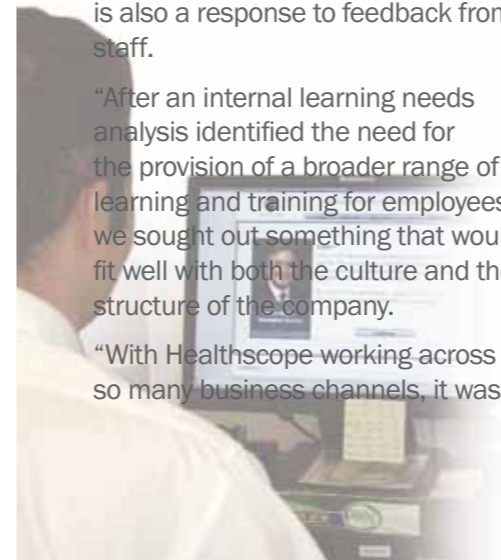 is also a response to feedback from
staff.
“After an internal learning needs
analysis identified the need for
the provision of a broader range of
learning and training for employees
we sought out something that
fit well with both the culture and
structure of the company.
“With Healthscope working across
so many business channels, it was